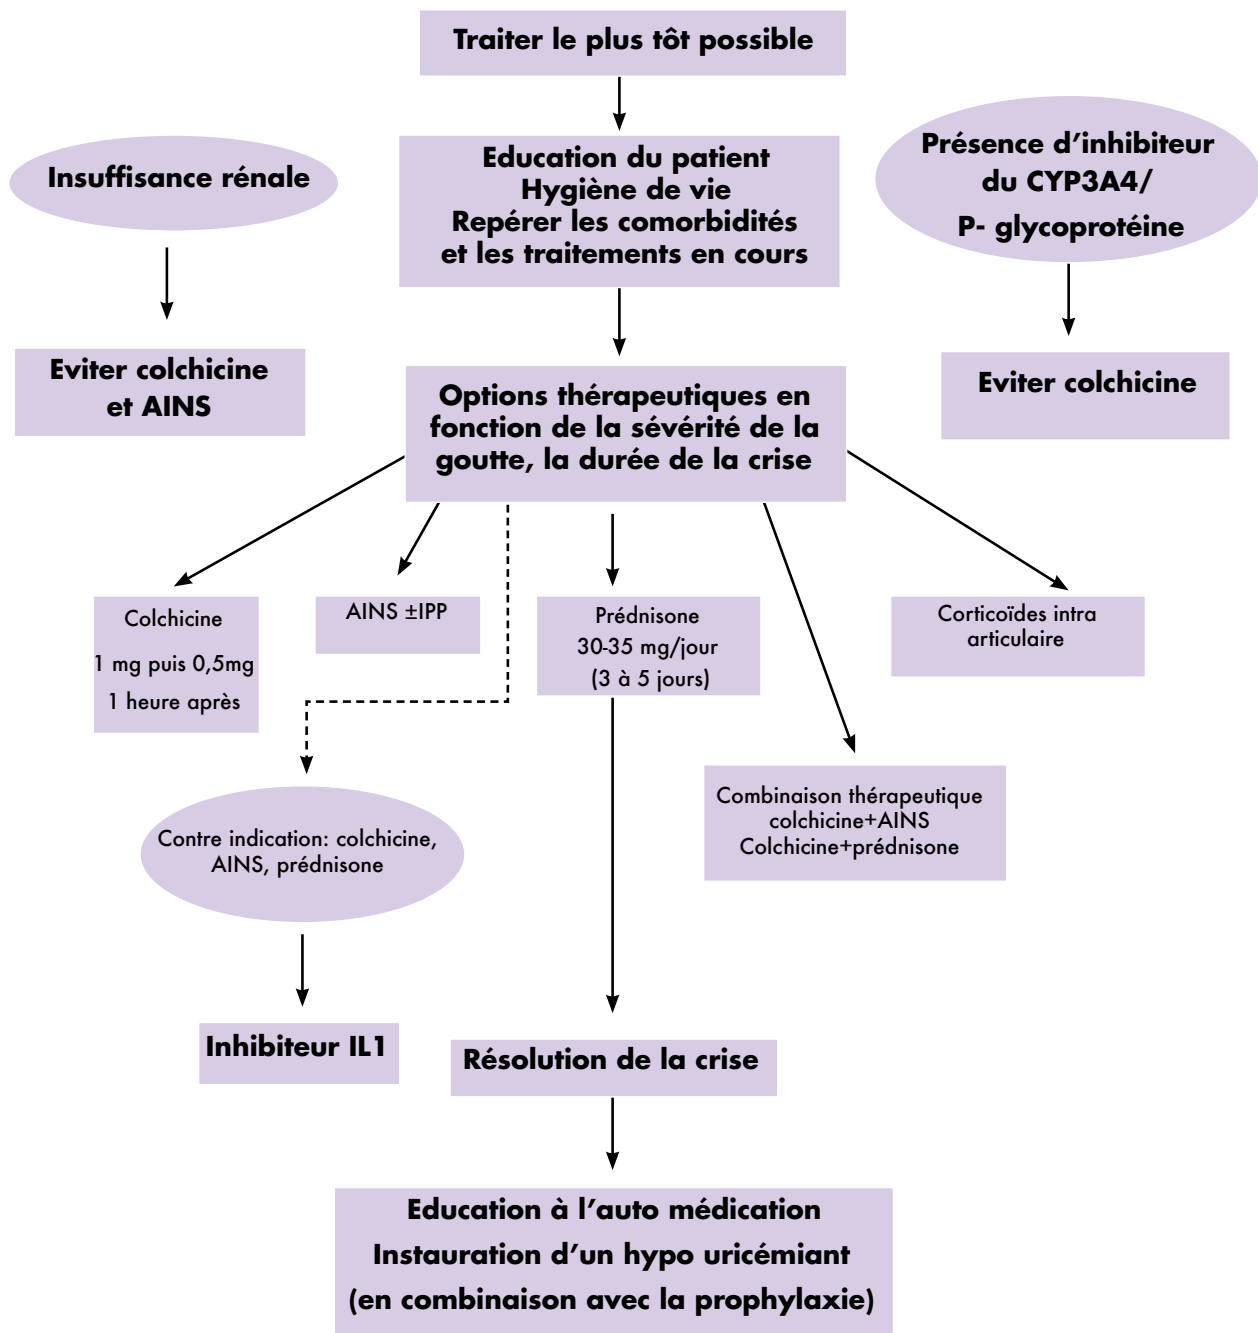 Traiter le plus tôt possible
Insuffisance rénale
Education du patient
Hygiène de vie
Repérer les comorbidités
et les traitements en cours
Présence d’inhibiteur
du CYP3A4/
P- glycoprotéine
Eviter colchicine
et AINS
Options thérapeutiques en
fonction de la sévérité de la
goutte, la durée de la crise
Eviter colchicine
Colchicine
1 mg puis 0,5mg
1 heure après
AINS ±IPP
Prédnisone
30-35 mg/jour
(3 à 5 jours)
Corticoïdes intra
articulaire
Contre indication: colchicine,
AINS, prédnisone
Combinaison thérapeutique
colchicine+AINS
Colchicine+prédnisone
Inhibiteur IL1
Résolution de la crise
Education à l’auto médication
Instauration d’un hypo uricémiant
(en combinaison avec la prophylaxie)